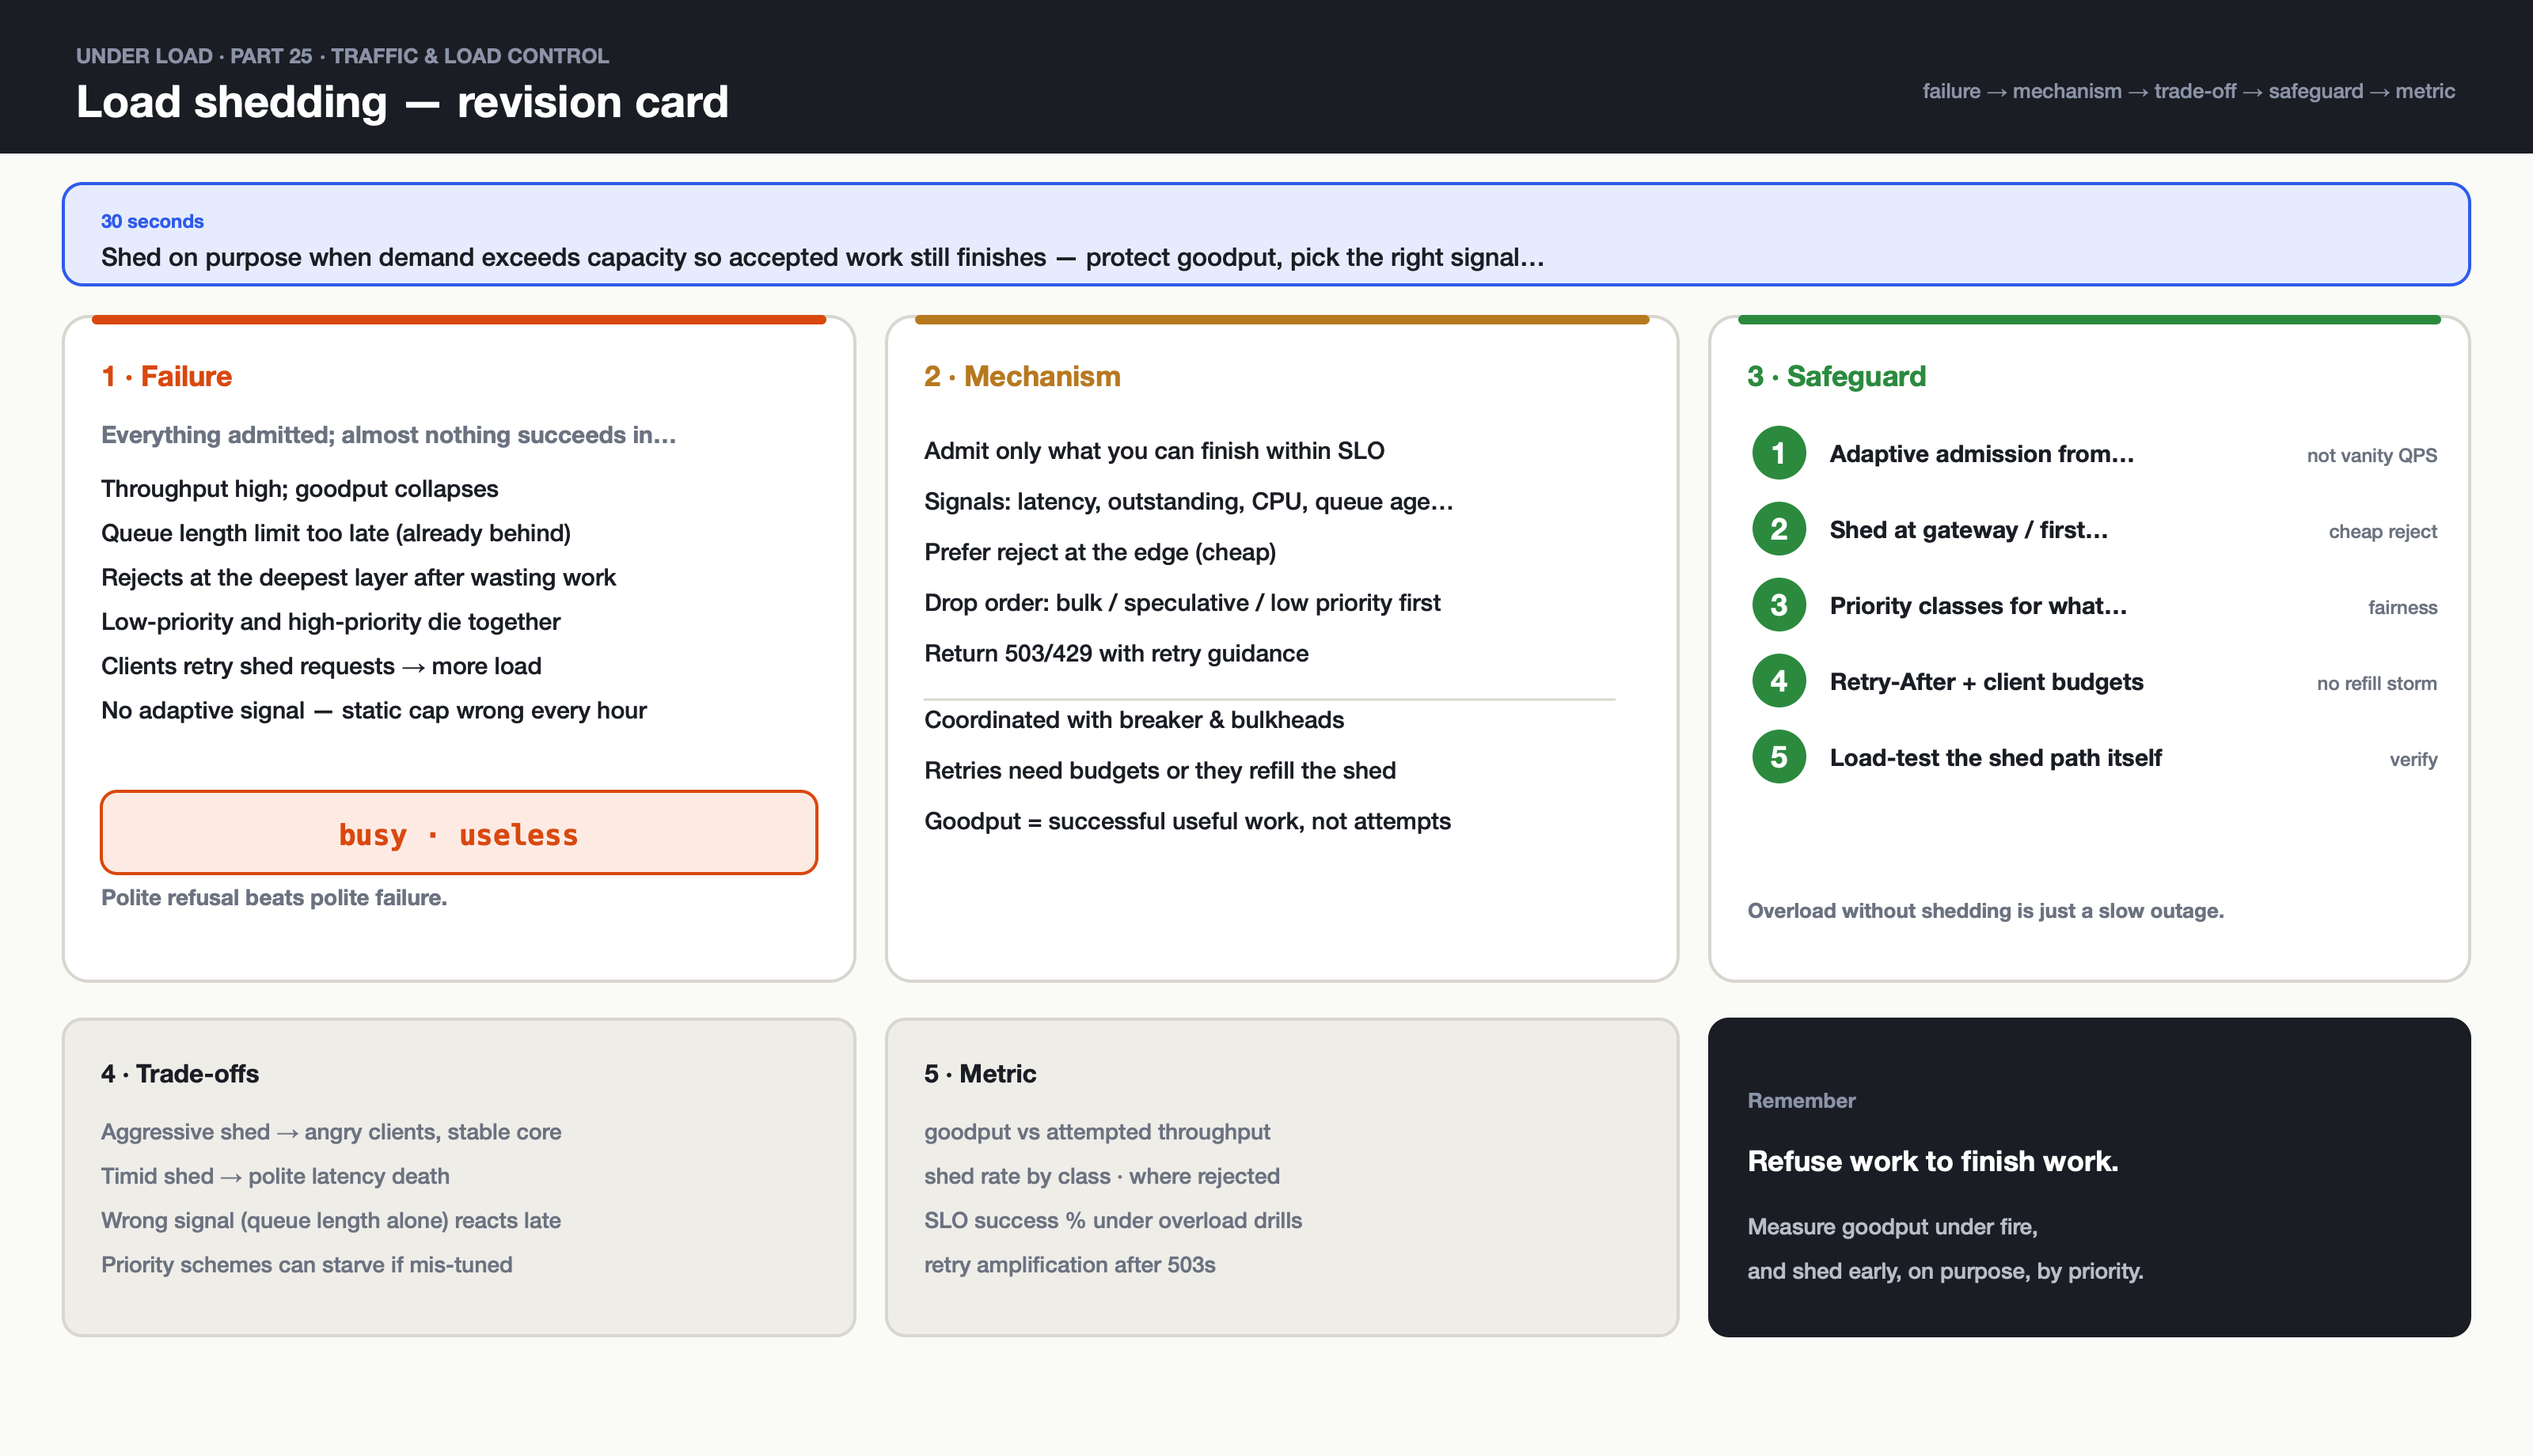 UNDER LOAD · PART 25 · TRAFFIC & LOAD CONTROL
Load shedding — revision card
failure → mechanism → trade-off → safeguard → metric
30 seconds
Shed on purpose when demand exceeds capacity so accepted work still finishes — protect goodput, pick the right signal…
1 · Failure
Everything admitted; almost nothing succeeds in…
Throughput high; goodput collapses
Queue length limit too late (already behind)
Rejects at the deepest layer after wasting work
Low-priority and high-priority die together
Clients retry shed requests → more load
No adaptive signal — static cap wrong every hour
busy · useless
Polite refusal beats polite failure.
2 · Mechanism
Admit only what you can finish within SLO
Signals: latency, outstanding, CPU, queue age…
Prefer reject at the edge (cheap)
Drop order: bulk / speculative / low priority first
Return 503/429 with retry guidance
Coordinated with breaker & bulkheads
Retries need budgets or they refill the shed
Goodput = successful useful work, not attempts
3 · Safeguard
1 Adaptive admission from… not vanity QPS
2 Shed at gateway / first… cheap reject
3 Priority classes for what… fairness
4 Retry-After + client budgets no refill storm
5 Load-test the shed path itself verify
Overload without shedding is just a slow outage.
4 · Trade-offs
Aggressive shed → angry clients, stable core
Timid shed → polite latency death
Wrong signal (queue length alone) reacts late
Priority schemes can starve if mis-tuned
5 · Metric
goodput vs attempted throughput
shed rate by class · where rejected
SLO success % under overload drills
retry amplification after 503s
Remember
Refuse work to finish work.
Measure goodput under fire,
and shed early, on purpose, by priority.